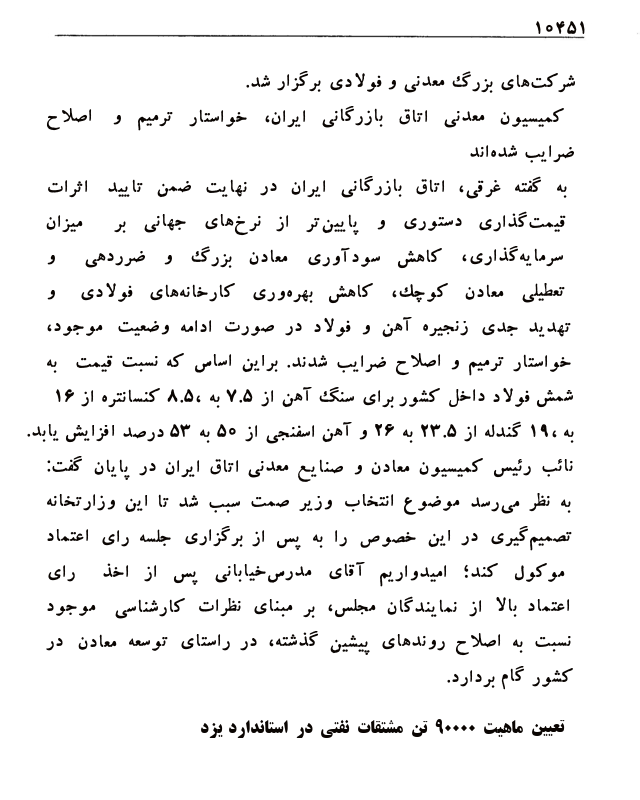 ۱۰۴۵۱
شرکت‌های بزرگ معدنی و فولادی برگزار شد.
کمیسیون معدنی اتاق بازرگانی ایران، خواستار ترمیم و اصلاح
ضرایب شده‌اند
به گفته غرقی، اتاق بازرگانی ایران در نهایت ضمن تایید اثرات
قیمت‌گذاری دستوری و پایین‌تر از نرخ‌های جهانی بر میزان
سرمایه‌گذاری، کاهش سودآوری معادن بزرگ و ضرردهی و
تعطیلی معادن کوچک، کاهش بهره‌وری کارخانه‌های فولادی و
تهدید جدی زنجیره آهن و فولاد در صورت ادامه وضعیت موجود،
خواستار ترمیم و اصلاح ضرایب شدند. براین اساس که نسبت قیمت به
شمش فولاد داخل کشور برای سنگ آهن از ۷.۵ به ۸.۵، کنسانتره از ۱۶
به ۱۹، گندله از ۲۳.۵ به ۲۶ و آهن اسفنجی از ۵۰ به ۵۳ درصد افزایش یابد.
نائب رئیس کمیسیون معادن و صنایع معدنی اتاق ایران در پایان گفت:
به نظر می‌رسد موضوع انتخاب وزیر صمت سبب شد تا این وزارتخانه
تصمیم‌گیری در این خصوص را به پس از برگزاری جلسه رای اعتماد
موکول کند؛ امیدواریم آقای مدرس‌خیابانی پس از اخذ رای
اعتماد بالا از نمایندگان مجلس، بر مبنای نظرات کارشناسی موجود
نسبت به اصلاح روندهای پیشین گذشته، در راستای توسعه معادن در
کشور گام بردارد.
تعیین ماهیت ۹۰۰۰۰ تن مشتقات نفتی در استاندارد یزد